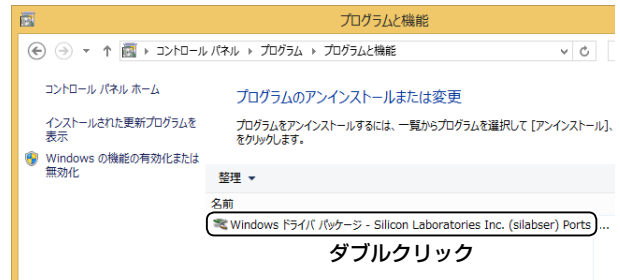 プログラムと機能
コントロール パネル ▸ プログラム ▸ プログラムと機能
コントロール パネル ホーム
インストールされた更新プログラムを
表示
Windows の機能の有効化または
無効化
プログラムのアンインストールまたは変更
プログラムをアンインストールするには、一覧からプログラムを選択して [アンインストール]、
をクリックします。
整理
名前
Windows ドライバ パッケージ - Silicon Laboratories Inc. (silabser) Ports ...
ダブルクリック